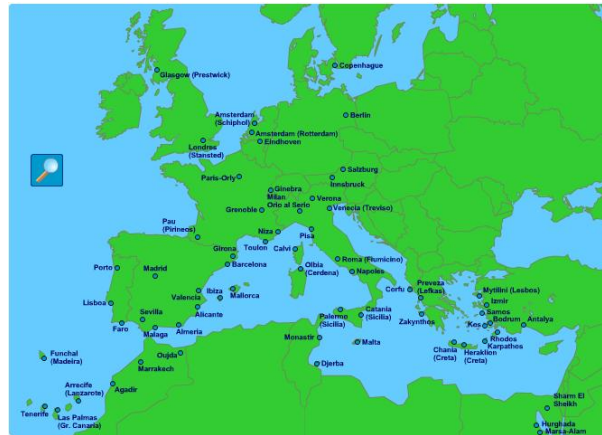 Copenhague
Glasgow (Prestwick)
Berlin
Amsterdam
(Schiphol)
Amsterdam (Rotterdam)
Eindhoven
Londres
(Stansted)
Salzburg
Paris-Orly
Innsbruck
Ginebra
Milan
Orio al Serio
Verona
Venecia (Treviso)
Grenoble
Pau
(Pirineos)
Niza
Pisa
Toulon
Calvi
Girona
Roma (Fiumicino)
Porto
Madrid
Barcelona
Olbia
(Cerdena)
Napoles
Corfu
Preveza
(Lefkas)
Mytilini (Lesbos)
Ibiza
Mallorca
Valencia
Izmir
Lisboa
Alicante
Samos
Sevilla
Catania
(Sicilia)
Palermo
(Sicilia)
Zakynthos
Kos
Bodrum
Antalya
Faro
Malaga
Almeria
Rhodos
Karpathos
Monastir
Malta
Chania
(Creta)
Heraklion
(Creta)
Funchal
(Madeira)
Oujda
Marrakech
Djerba
Arrecife
(Lanzarote)
Agadir
Sharm El
Sheikh
Tenerife
Las Palmas
(Gr. Canaria)
Hurghada
Marsa-Alam